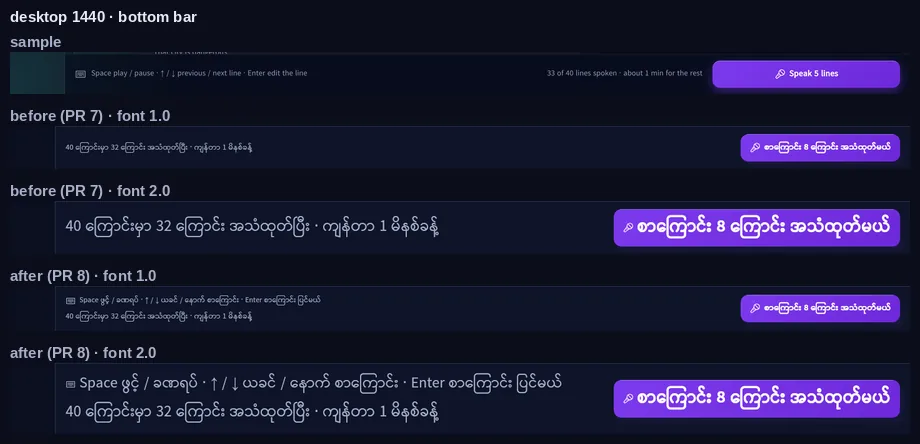 desktop 1440 · bottom bar
sample
Space play / pause · ↑ / ↓ previous / next line · Enter edit the line
33 of 40 lines spoken · about 1 min for the rest
Speak 5 lines
before (PR 7) · font 1.0
40 ကြောင်းမှာ 32 ကြောင်း အသံထုတ်ပြီး · ကျန်တာ 1 မိနစ်ခန့်
စာကြောင်း 8 ကြောင်း အသံထုတ်မယ်
before (PR 7) · font 2.0
40 ကြောင်းမှာ 32 ကြောင်း အသံထုတ်ပြီး · ကျန်တာ 1 မိနစ်ခန့်
စာကြောင်း 8 ကြောင်း အသံထုတ်မယ်
after (PR 8) · font 1.0
Space ဖွင့် / ခဏရပ် · ↑ / ↓ ယခင် / နောက် စာကြောင်း · Enter စာကြောင်း ပြင်မယ်
40 ကြောင်းမှာ 32 ကြောင်း အသံထုတ်ပြီး · ကျန်တာ 1 မိနစ်ခန့်
စာကြောင်း 8 ကြောင်း အသံထုတ်မယ်
after (PR 8) · font 2.0
Space ဖွင့် / ခဏရပ် · ↑ / ↓ ယခင် / နောက် စာကြောင်း · Enter စာကြောင်း ပြင်မယ်
40 ကြောင်းမှာ 32 ကြောင်း အသံထုတ်ပြီး · ကျန်တာ 1 မိနစ်ခန့်
စာကြောင်း 8 ကြောင်း အသံထုတ်မယ်